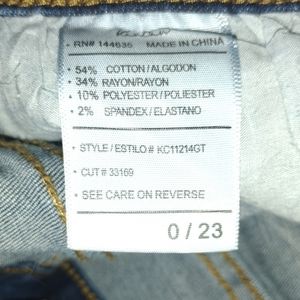 • RN# 144635 MADE IN CHINA
• 54% COTTON/ALGODON
• 34% RAYON/RAYON
• 10% POLYESTER/POLIESTER
• 2% SPANDEX/ELASTANO
• STYLE/ESTILO# KC11214GT
• CUT # 33169
• SEE CARE ON REVERSE
0 / 23